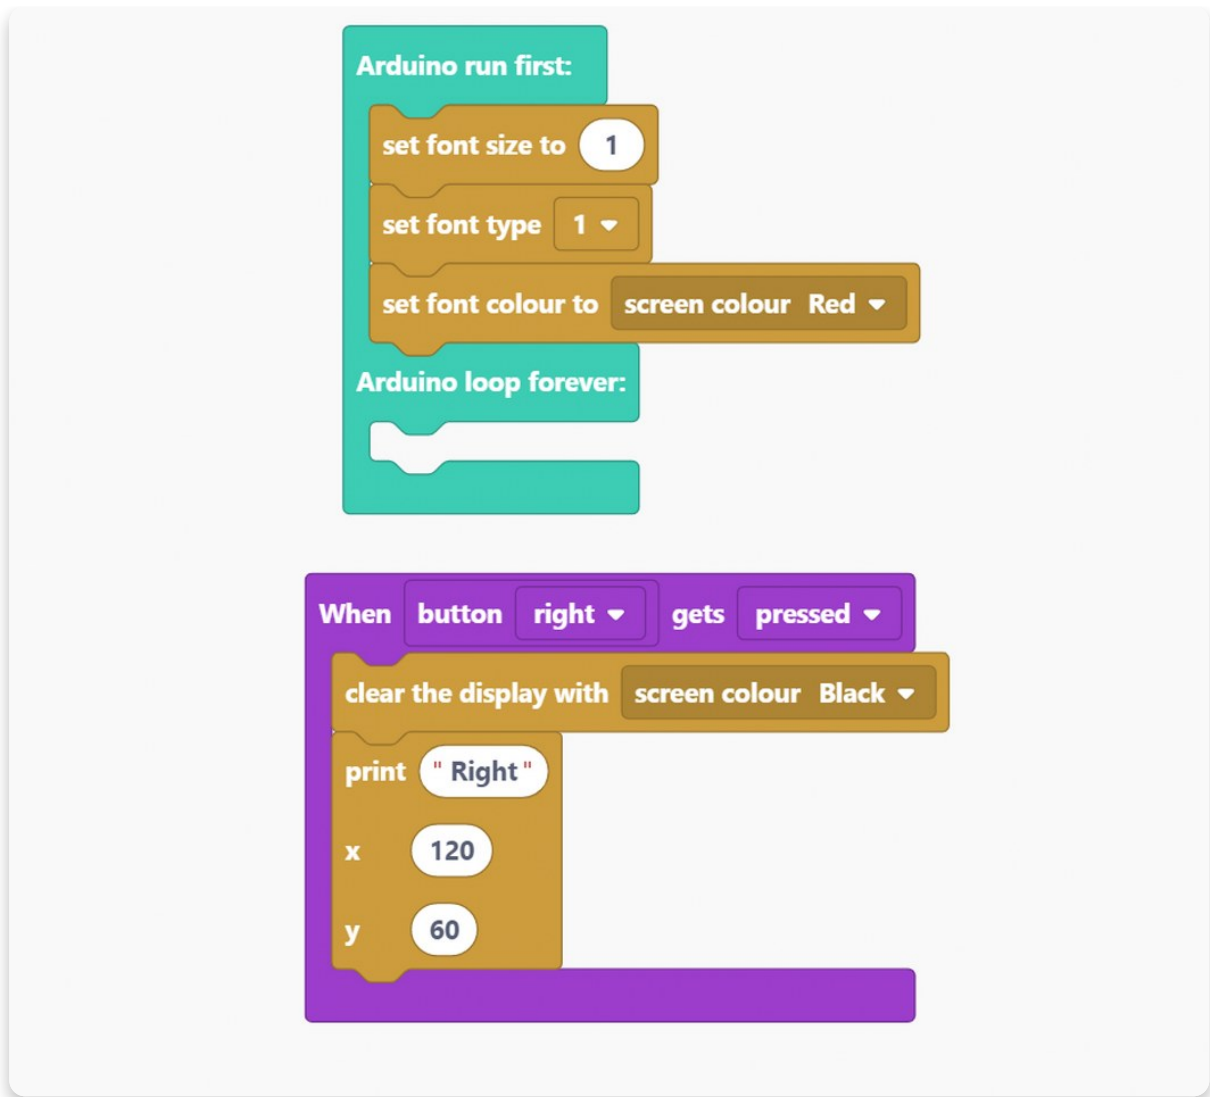 Arduino run first:
set font size to 1
set font type 1
set font colour to screen colour Red
Arduino loop forever:
When button right gets pressed
clear the display with screen colour Black
print "Right"
x 120
y 60